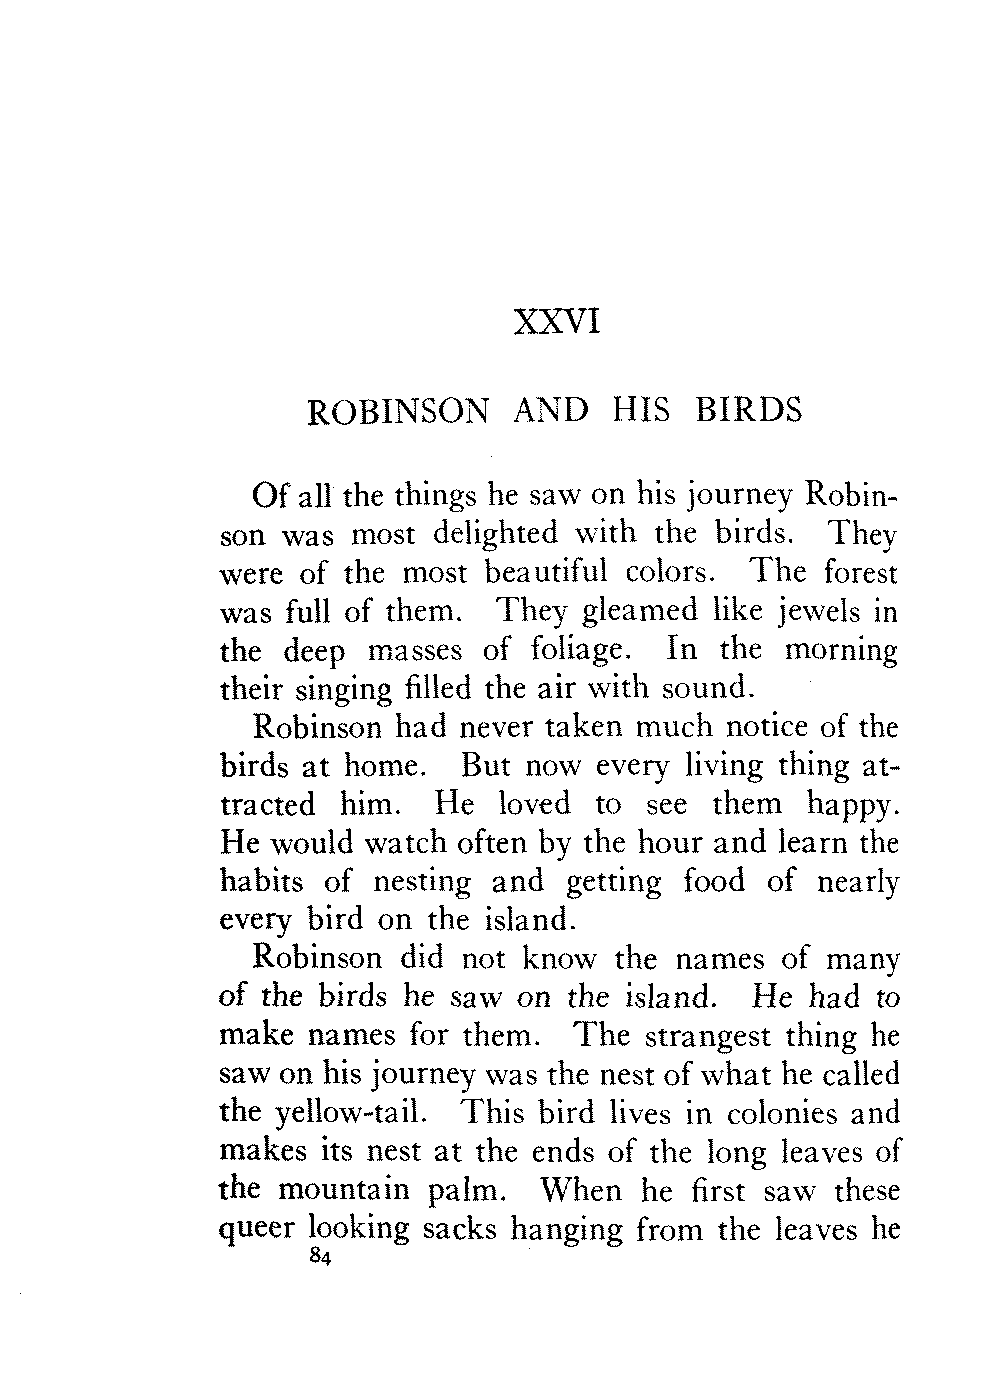 XXVI
ROBINSON AND HIS BIRDS
Of all the things he saw on his journey Robin-
son was most delighted with the birds. They
were of the most beautiful colors. The forest
was full of them. They gleamed like jewels in
the deep masses of foliage. In the morning
their singing filled the air with sound.
Robinson had never taken much notice of the
birds at home. But now every living thing at-
tracted him. He loved to see them happy.
He would watch often by the hour and learn the
habits of nesting and getting food of nearly
every bird on the island.
Robinson did not know the names of many
of the birds he saw on the island. He had to
make names for them. The strangest thing he
saw on his journey was the nest of what he called
the yellow-tail. This bird lives in colonies and
makes its nest at the ends of the long leaves of
the mountain palm. When he first saw these
queer looking sacks hanging from the leaves he
84